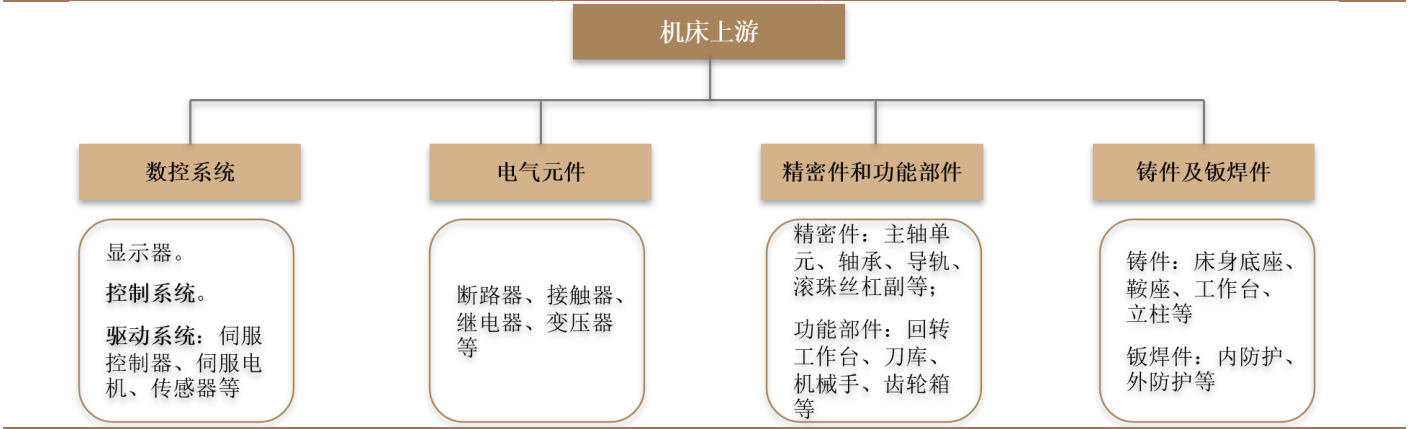 机床上游
数控系统
显示器。
控制系统。
驱动系统：伺服
控制器、伺服电
机、传感器等
电气元件
断路器、接触器、
继电器、变压器
等
精密件和功能部件
精密件：主轴单
元、轴承、导轨、
滚珠丝杠副等；
功能部件：回转
工作台、刀库、
机械手、齿轮箱
等
铸件及钣焊件
铸件：床身底座、
鞍座、工作台、
立柱等
钣焊件：内防护、
外防护等